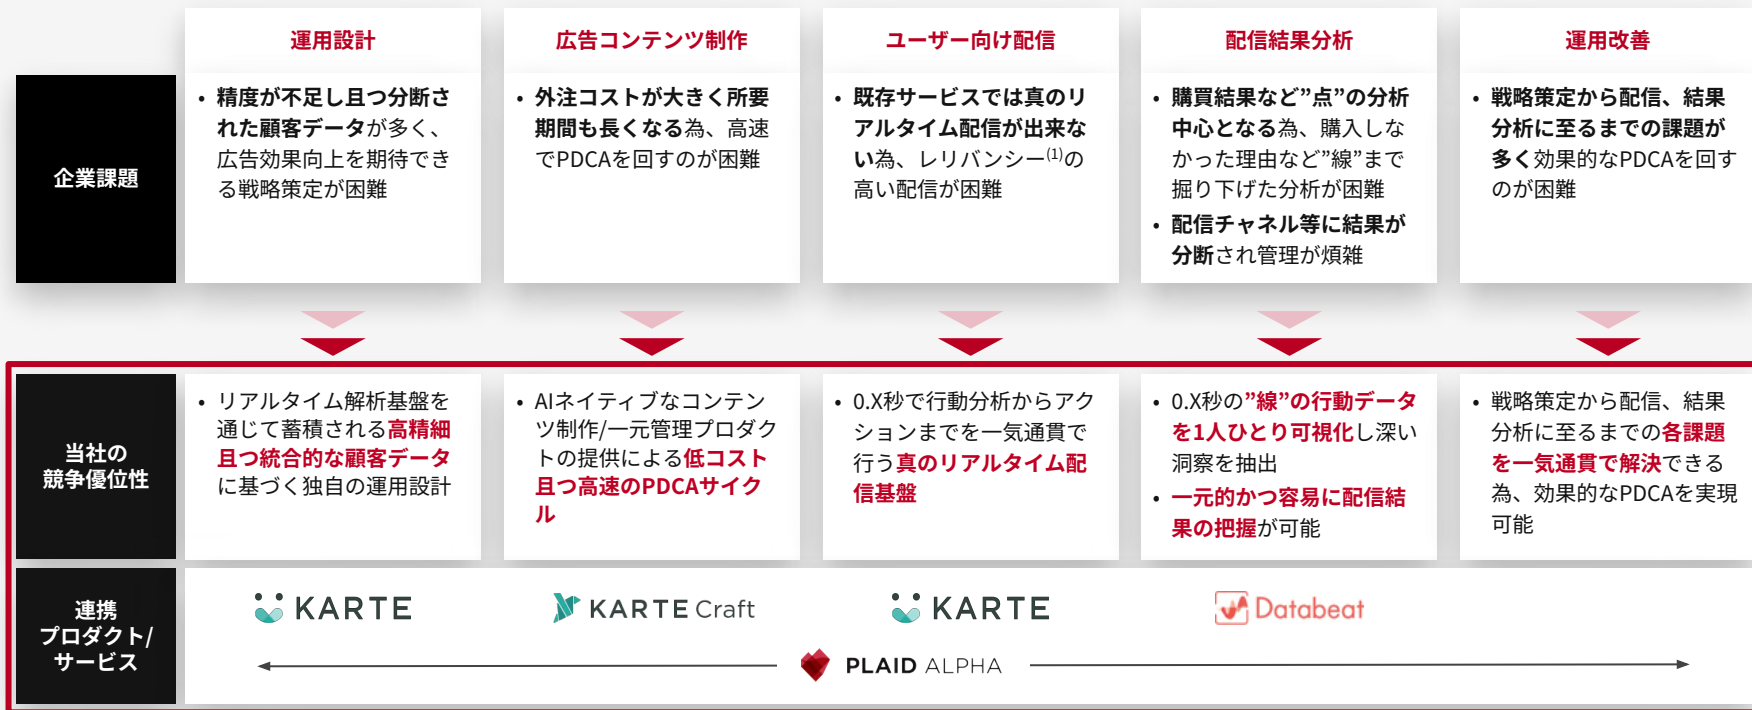 運用設計
広告コンテンツ制作
ユーザー向け配信
配信結果分析
運用改善
企業課題
• 精度が不足し且つ分断さ
れた顧客データが多く、
広告効果向上を期待でき
る戦略策定が困難
• 外注コストが大きく所要
期間も長くなる為、高速
でPDCAを回すのが困難
• 既存サービスでは真のリ
アルタイム配信が出来な
い為、レリバンシー(1)の
高い配信が困難
• 購買結果など”点”の分析
中心となる為、購入しな
かった理由など”線”まで
掘り下げた分析が困難
• 配信チャネル等に結果が
分断され管理が煩雑
• 戦略策定から配信、結果
分析に至るまでの課題が
多く効果的なPDCAを回す
のが困難
当社の
競争優位性
• リアルタイム解析基盤を
通じて蓄積される高精細
且つ統合的な顧客データ
に基づく独自の運用設計
• AIネイティブなコンテン
ツ制作/一元管理プロダク
トの提供による低コスト
且つ高速のPDCAサイク
ル
• 0.X秒で行動分析からアク
ションまでを一気通貫で
行う真のリアルタイム配
信基盤
• 0.X秒の”線”の行動データ
を1人ひとり可視化し深い
洞察を抽出
• 一元的かつ容易に配信結
果の把握が可能
• 戦略策定から配信、結果
分析に至るまでの各課題
を一気通貫で解決できる
為、効果的なPDCAを実現
可能
連携
プロダクト/
サービス
KARTE
KARTE Craft
KARTE
Databeat
PLAID ALPHA